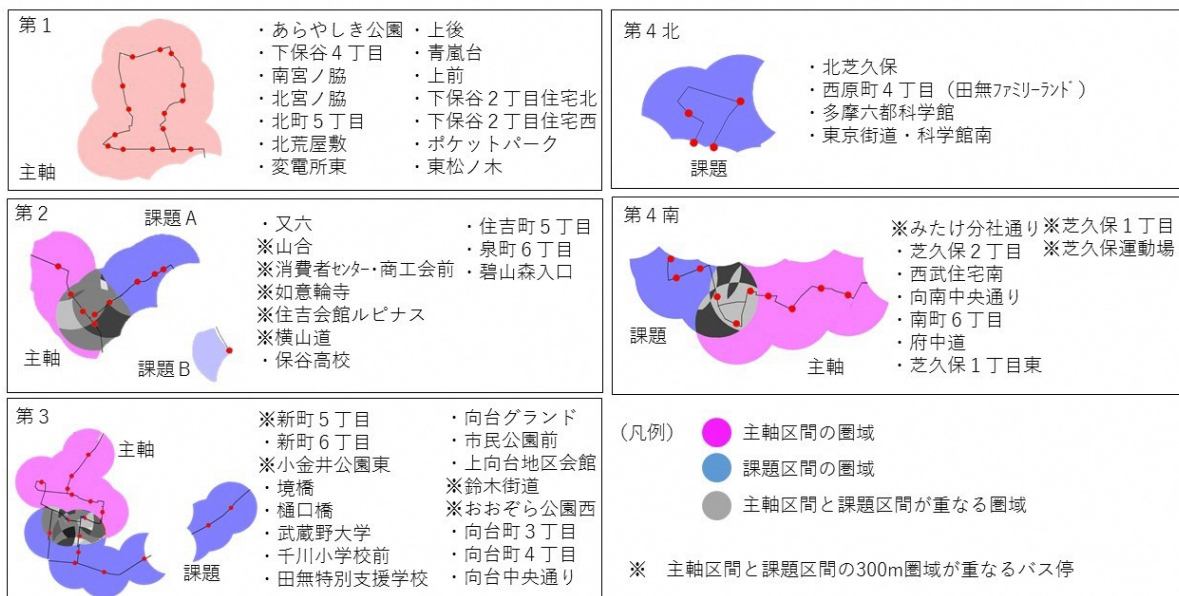 第1
・あらやしき公園
・下保谷４丁目
・南宮ノ脇
・北宮ノ脇
・北町５丁目
・北荒屋敷
・変電所東
・上後
・青嵐台
・上前
・下保谷２丁目住宅北
・下保谷２丁目住宅西
・ポケットパーク
・東松ノ木
主軸
第2
課題A
・又六
※山合
※消費者ｾﾝﾀｰ・商工会前
※如意輪寺
※住吉会館ルピナス
※横山道
・保谷高校
・住吉町５丁目
・泉町６丁目
・碧山森入口
主軸
課題B
第3
主軸
※新町５丁目
・新町６丁目
※小金井公園東
・境橋
・樋口橋
・武蔵野大学
・千川小学校前
・田無特別支援学校
・向台グランド
・市民公園前
・上向台地区会館
※鈴木街道
※おおぞら公園西
・向台町３丁目
・向台町４丁目
・向台中央通り
課題
第4北
・北芝久保
・西原町４丁目（田無ﾌｧﾐﾘｰﾗﾝﾄﾞ）
・多摩六都科学館
・東京街道・科学館南
課題
第4南
※みたけ分社通り
・芝久保２丁目
・西武住宅南
・向南中央通り
・南町６丁目
・府中道
・芝久保１丁目東
※芝久保１丁目
※芝久保運動場
課題
主軸
(凡例)
主軸区間の圏域
課題区間の圏域
主軸区間と課題区間が重なる圏域
※　主軸区間と課題区間の300m圏域が重なるバス停